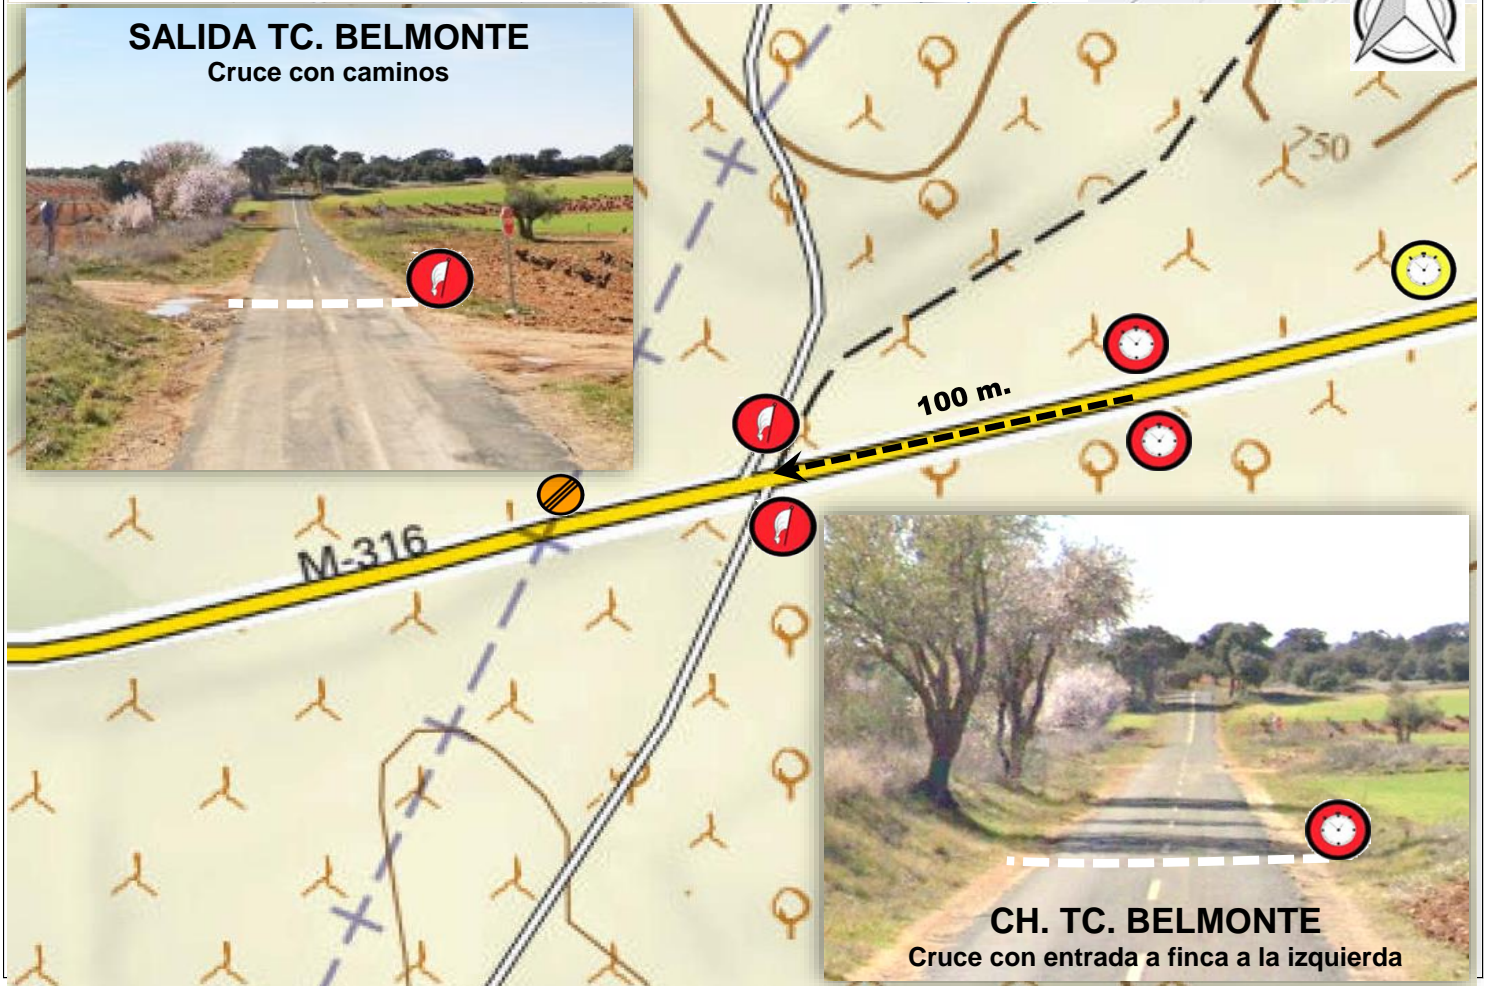 SALIDA TC. BELMONTE
Cruce con caminos
750
100 m.
M-316
CH. TC. BELMONTE
Cruce con entrada a finca a la izquierda